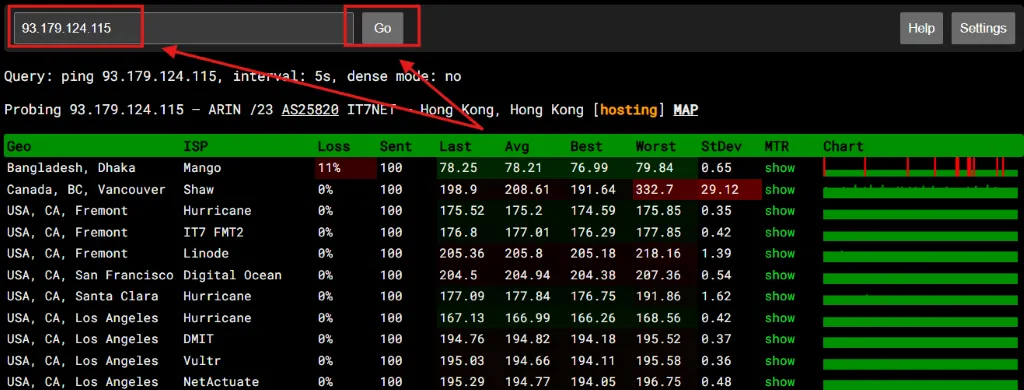 93.179.124.115 Go Help Settings
Query: ping 93.179.124.115, interval: 5s, dense mode: no
Probing 93.179.124.115 — ARIN /23 AS25820 IT7NET - Hong Kong, Hong Kong [hosting] MAP
Geo ISP Loss Sent Last Avg Best Worst StDev MTR Chart
Bangladesh, Dhaka Mango 11% 100 78.25 78.21 76.99 79.84 0.65 show
Canada, BC, Vancouver Shaw 0% 100 198.9 208.61 191.64 332.7 29.12 show
USA, CA, Fremont Hurricane 0% 100 175.52 175.2 174.59 175.85 0.35 show
USA, CA, Fremont IT7 FMT2 0% 100 176.8 177.01 176.29 177.85 0.42 show
USA, CA, Fremont Linode 0% 100 205.36 205.8 205.18 218.16 1.39 show
USA, CA, San Francisco Digital Ocean 0% 100 204.5 204.94 204.38 207.36 0.54 show
USA, CA, Santa Clara Hurricane 0% 100 177.09 177.84 176.75 191.86 1.62 show
USA, CA, Los Angeles Hurricane 0% 100 167.13 166.99 166.26 168.56 0.42 show
USA, CA, Los Angeles DMIT 0% 100 194.76 194.82 194.18 195.52 0.37 show
USA, CA, Los Angeles Vultr 0% 100 195.03 194.66 194.11 195.58 0.36 show
USA, CA, Los Angeles NetActuate 0% 100 195.29 194.77 194.05 196.75 0.48 show